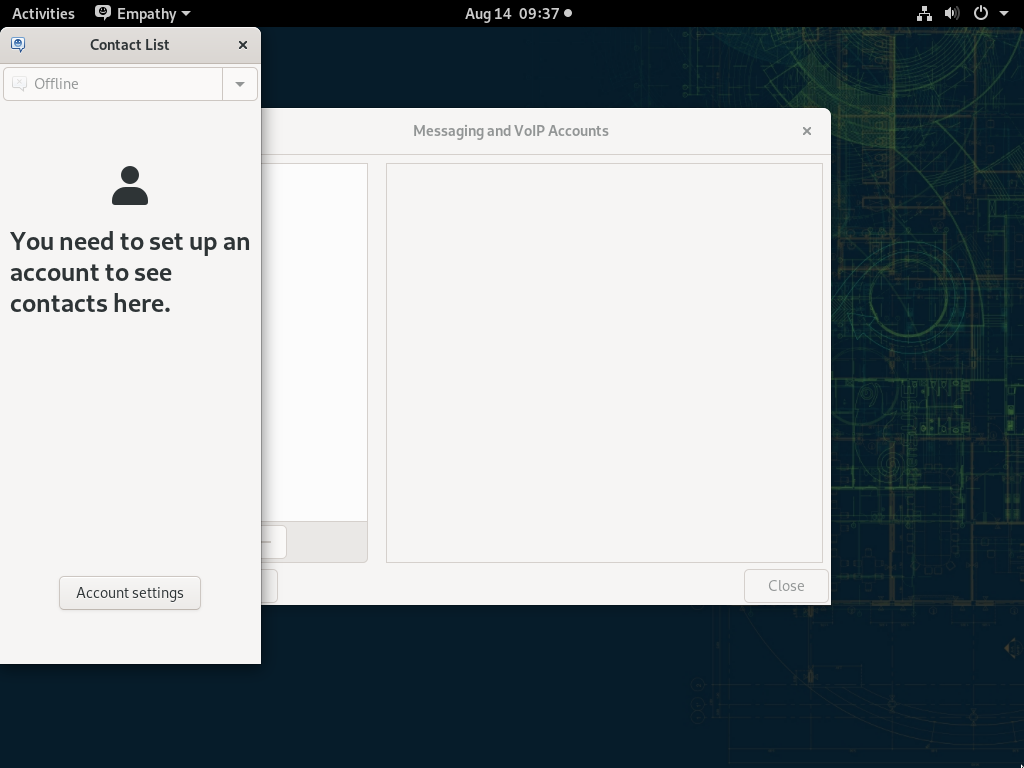 Activities
Empathy
Aug 14 09:37
Contact List
Offline
Messaging and VoIP Accounts
You need to set up an
account to see
contacts here.
Account settings
Close